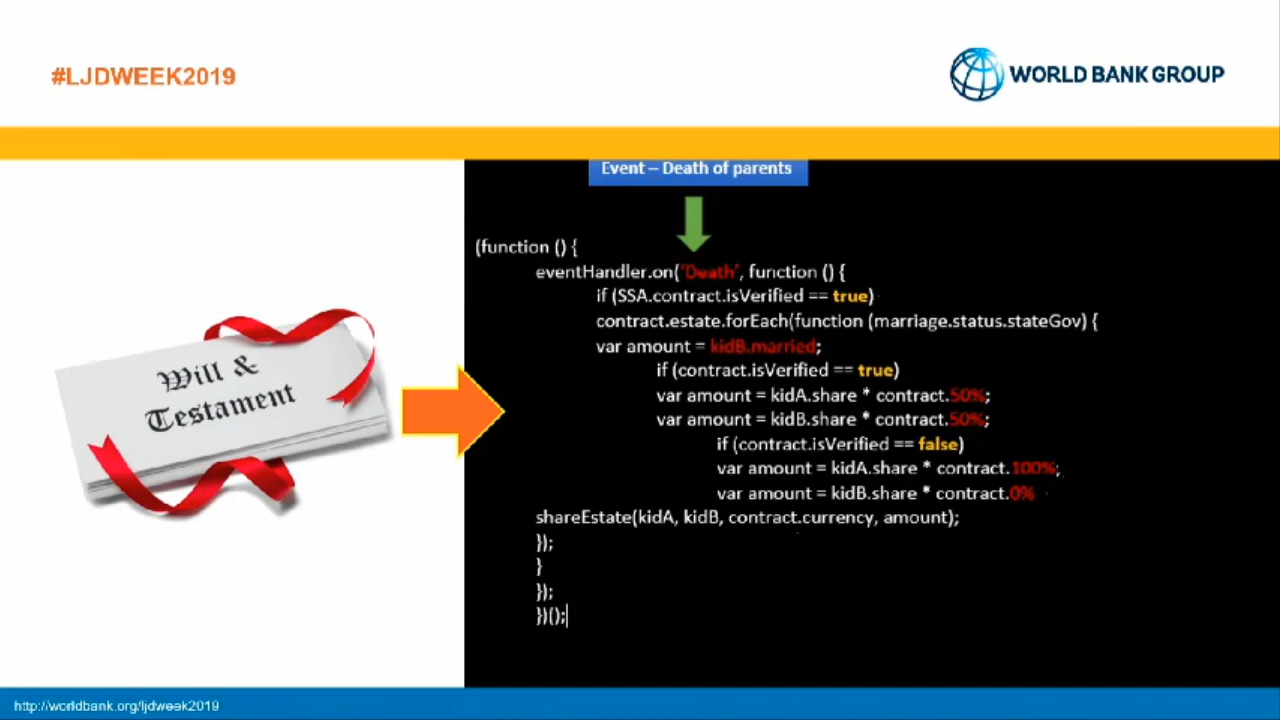 #LJDWEEK2019
WORLD BANK GROUP
Event – Death of parents
Will &
Testament
(function () {
eventHandler.on('Death', function () {
if (SSA.contract.isVerified == true)
contract.estate.forEach(function (marriage.status.stateGov) {
var amount = kidB.married;
if (contract.isVerified == true)
var amount = kidA.share * contract.50%;
var amount = kidB.share * contract.50%;
if (contract.isVerified == false)
var amount = kidA.share * contract.100%;
var amount = kidB.share * contract.0%
shareEstate(kidA, kidB, contract.currency, amount);
});
}
});
})();
http://worldbank.org/ljdweek2019